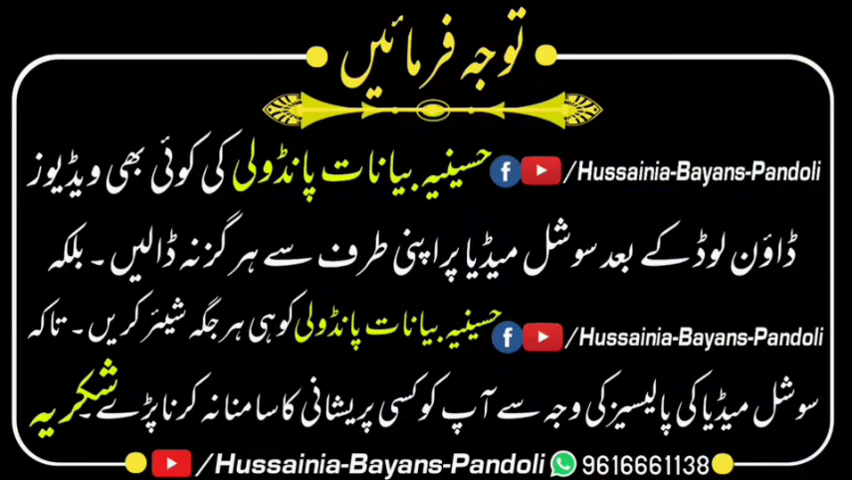 توجہ فرمائیں
/Hussainia-Bayans-Pandoli حسینیہ بیانات پانڈولی کی کوئی بھی ویڈیوز
ڈاؤن لوڈ کے بعد سوشل میڈیا پر اپنی طرف سے ہرگز نہ ڈالیں۔ بلکہ
/Hussainia-Bayans-Pandoli حسینیہ بیانات پانڈولی کو ہی ہر جگہ شیئر کریں۔ تاکہ
سوشل میڈیا کی پالیسیز کی وجہ سے آپ کو کسی پریشانی کا سامنا نہ کرنا پڑے۔ شکریہ
/Hussainia-Bayans-Pandoli 9616661138